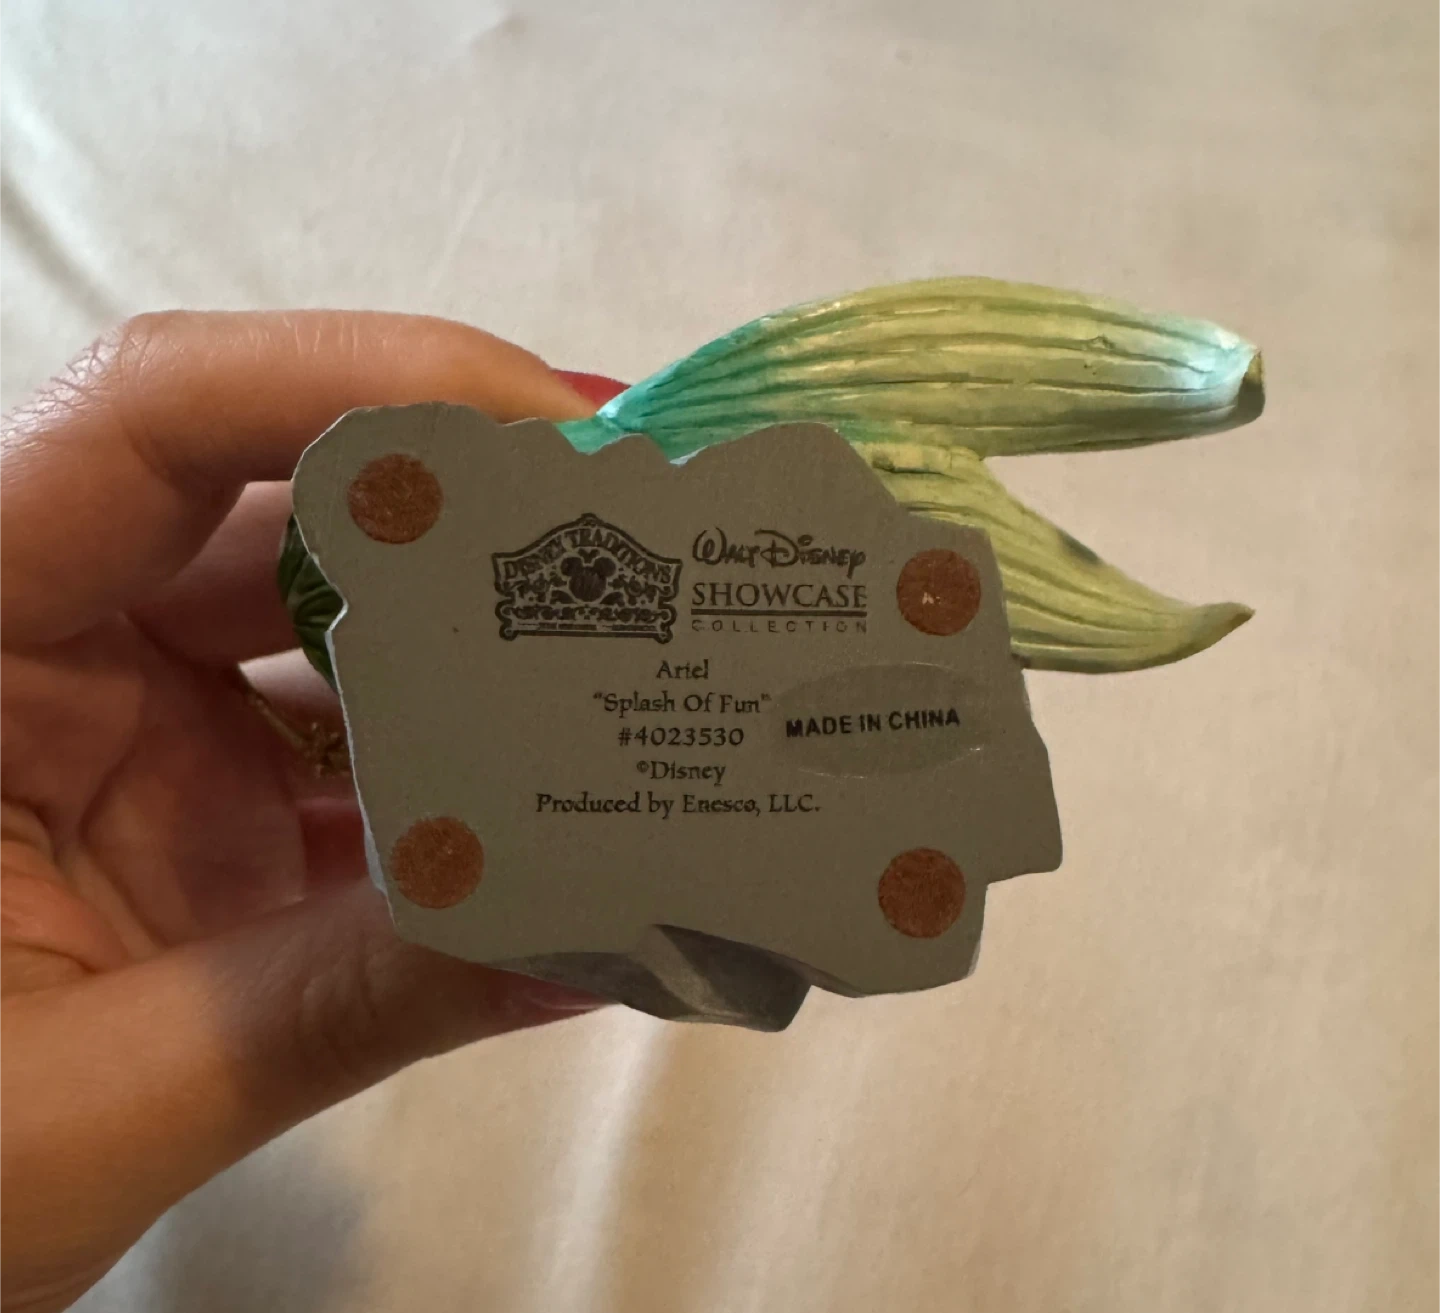 DISNEY TRADITIONS
WALT DISNEY
SHOWCASE
COLLECTION
Ariel
"Splash Of Fun"
#4023530
©Disney
Produced by Enesco, LLC.
MADE IN CHINA